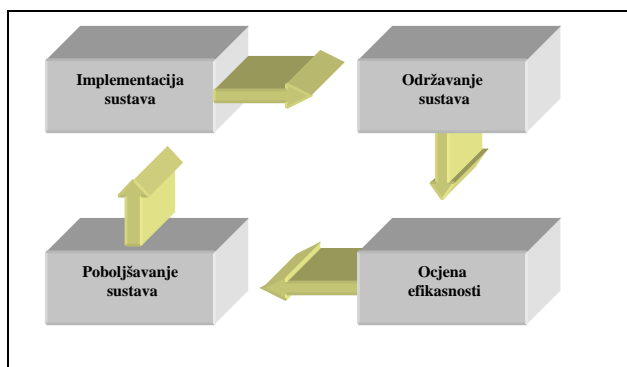 Implementacija
sustava
Održavanje
sustava
Poboljšavanje
sustava
Ocjena
efikasnosti